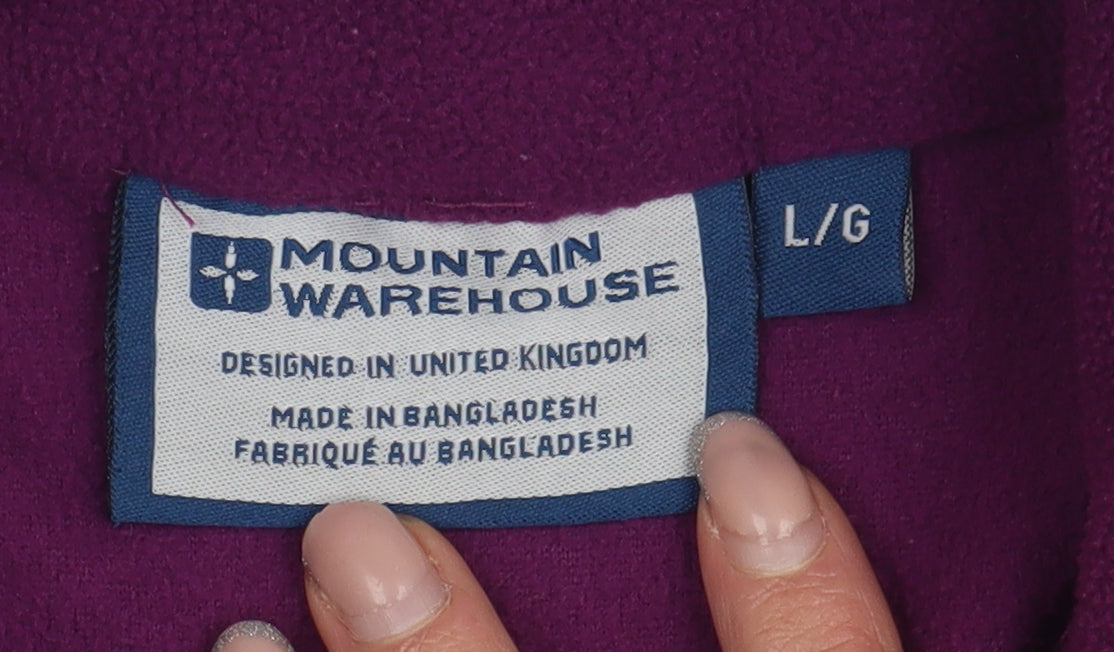 MOUNTAIN
WAREHOUSE
DESIGNED IN UNITED KINGDOM
MADE IN BANGLADESH
FABRIQUÉ AU BANGLADESH
L/G